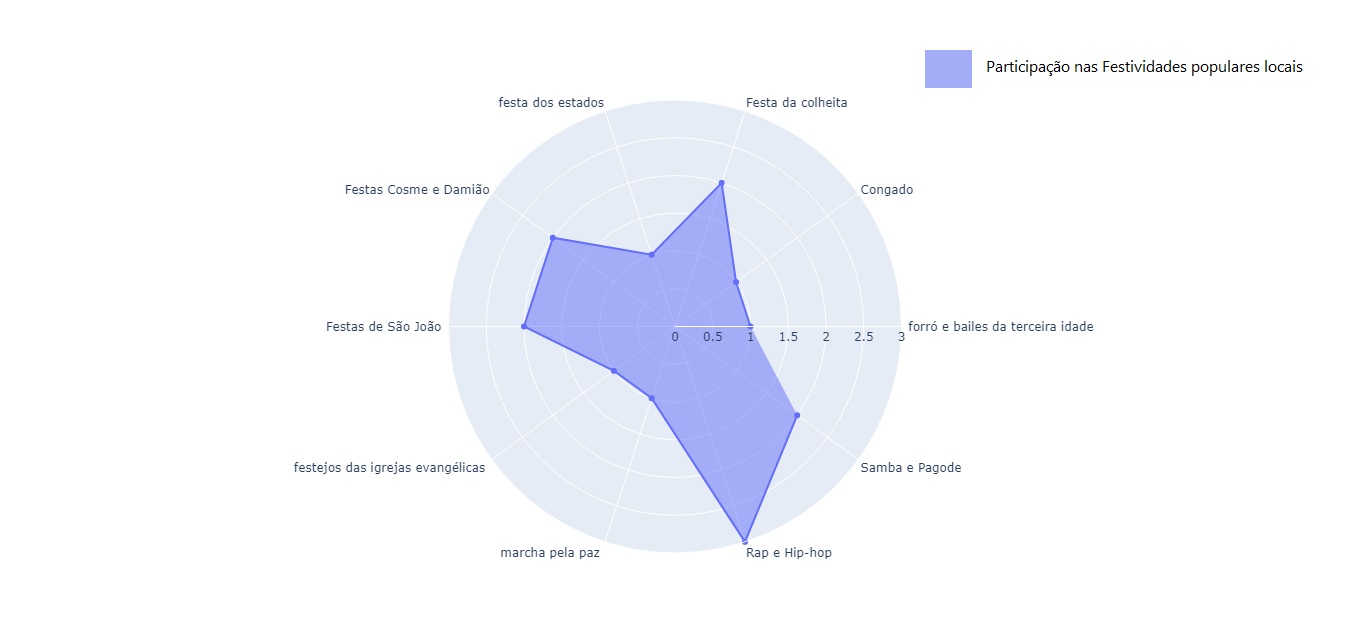 Participação nas Festividades populares locais
festa dos estados
Festa da colheita
Festas Cosme e Damião
Congado
Festas de São João
forró e bailes da terceira idade
0 0.5 1 1.5 2 2.5 3
festejos das igrejas evangélicas
Samba e Pagode
marcha pela paz
Rap e Hip-hop